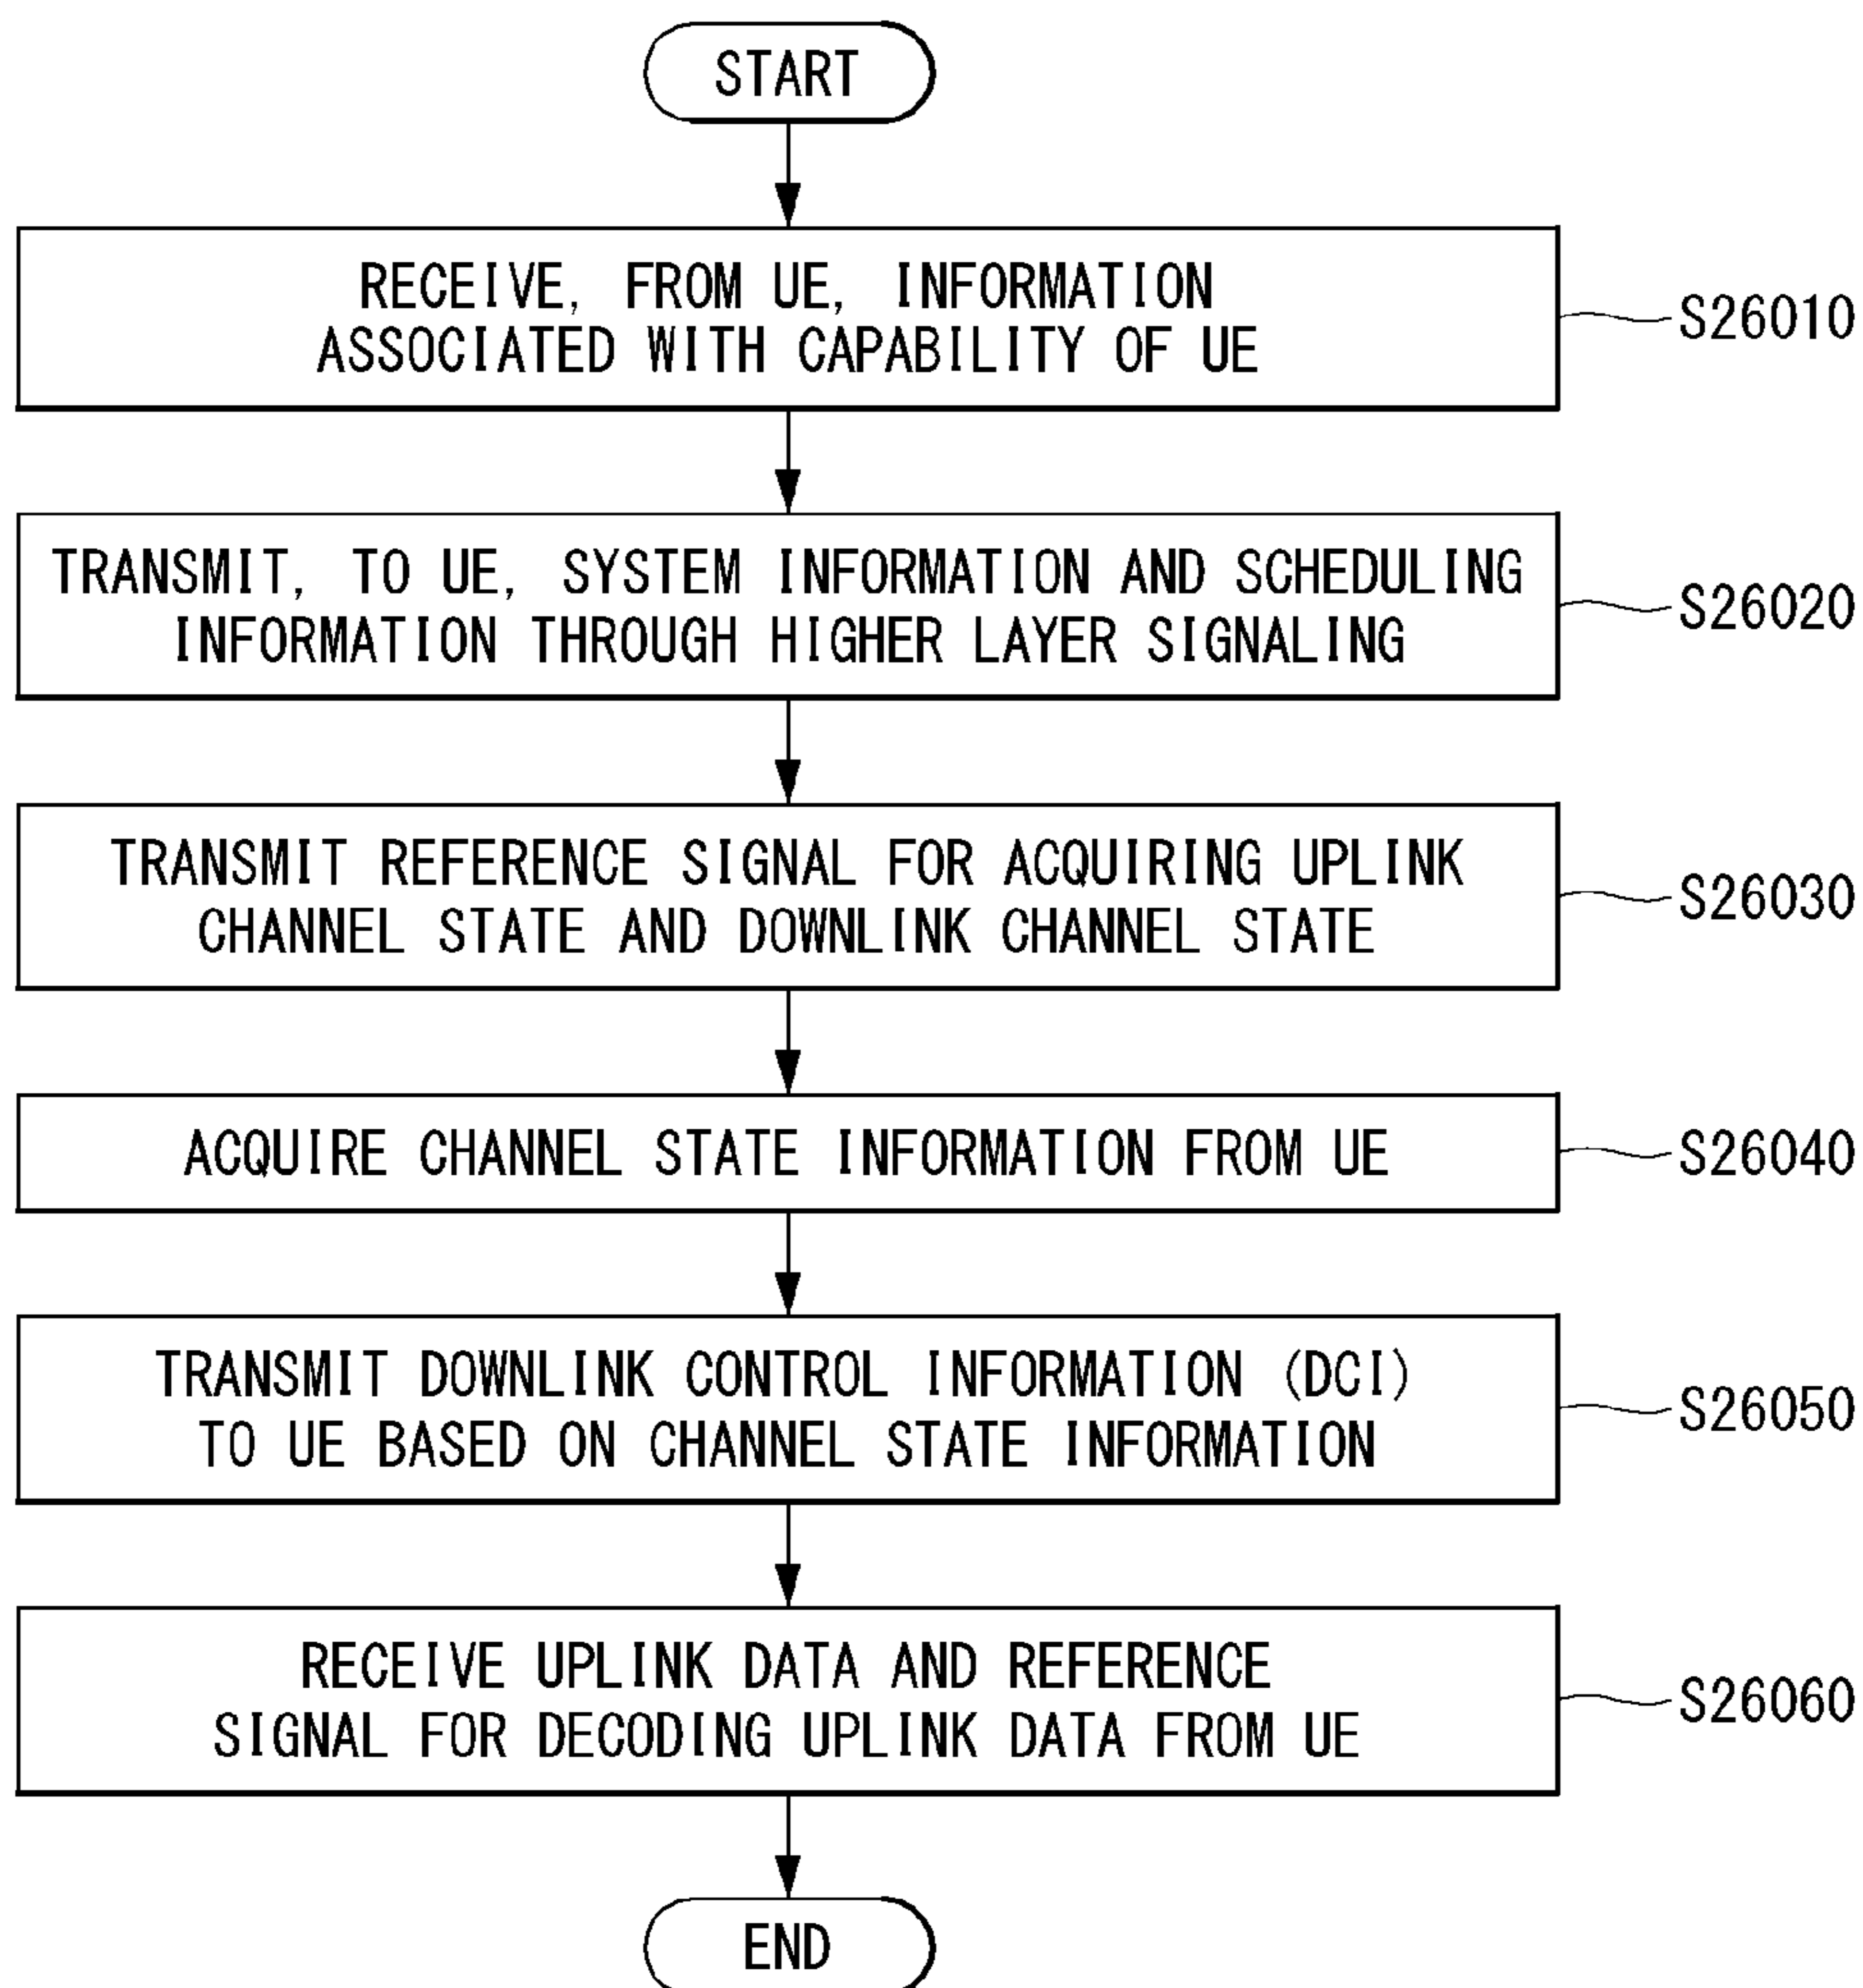 START
RECEIVE, FROM UE, INFORMATION
ASSOCIATED WITH CAPABILITY OF UE
S26010
TRANSMIT, TO UE, SYSTEM INFORMATION AND SCHEDULING
INFORMATION THROUGH HIGHER LAYER SIGNALING
S26020
TRANSMIT REFERENCE SIGNAL FOR ACQUIRING UPLINK
CHANNEL STATE AND DOWNLINK CHANNEL STATE
S26030
ACQUIRE CHANNEL STATE INFORMATION FROM UE
S26040
TRANSMIT DOWNLINK CONTROL INFORMATION (DCI)
TO UE BASED ON CHANNEL STATE INFORMATION
S26050
RECEIVE UPLINK DATA AND REFERENCE
SIGNAL FOR DECODING UPLINK DATA FROM UE
S26060
END